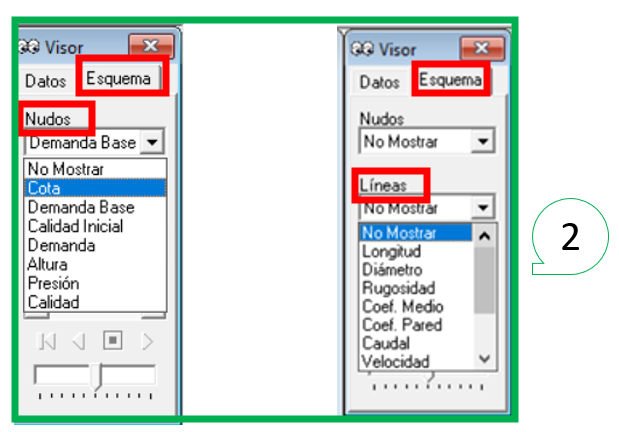 Visor
Datos Esquema
Nudos
Demanda Base
No Mostrar
Cota
Demanda Base
Calidad Inicial
Demanda
Altura
Presión
Calidad
Visor
Datos Esquema
Nudos
No Mostrar
Líneas
No Mostrar
No Mostrar
Longitud
Diámetro
Rugosidad
Coef. Medio
Coef. Pared
Caudal
Velocidad
2